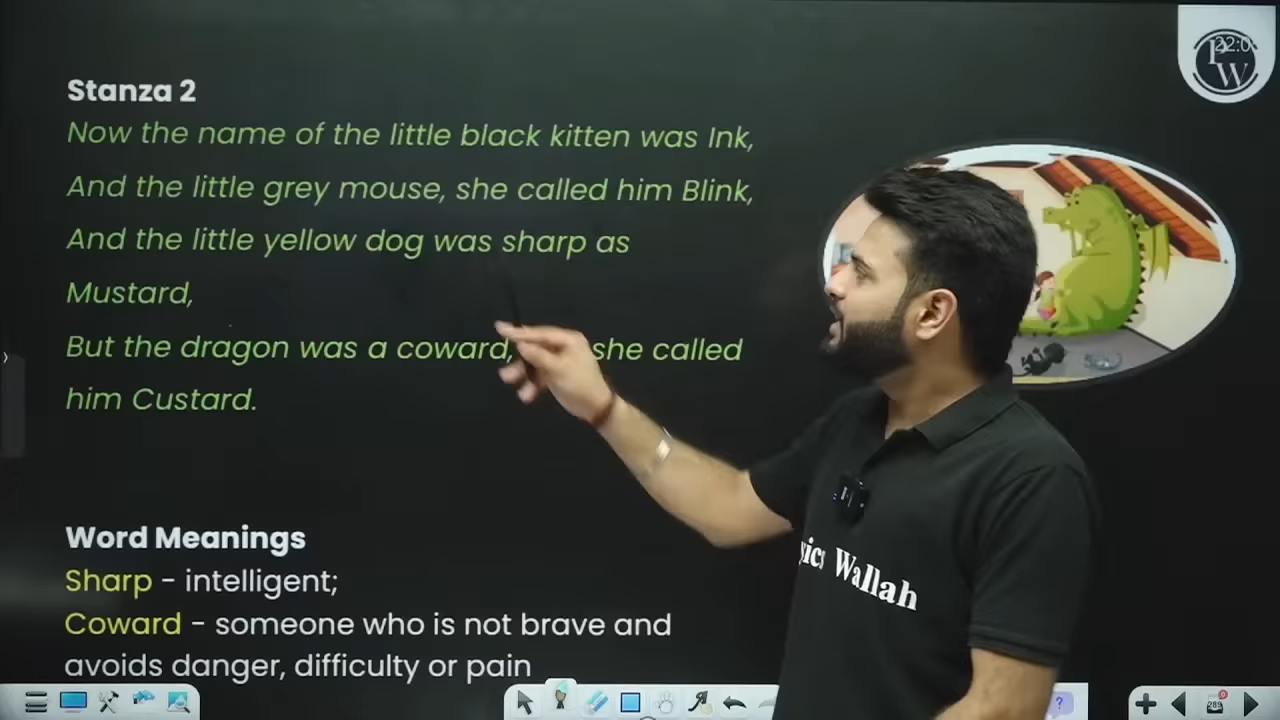 Stanza 2
Now the name of the little black kitten was Ink,
And the little grey mouse, she called him Blink,
And the little yellow dog was sharp as
Mustard,
But the dragon was a coward, she called
him Custard.
Word Meanings
Sharp - intelligent;
Coward - someone who is not brave and
avoids danger, difficulty or pain
PW
Wallah
289
?